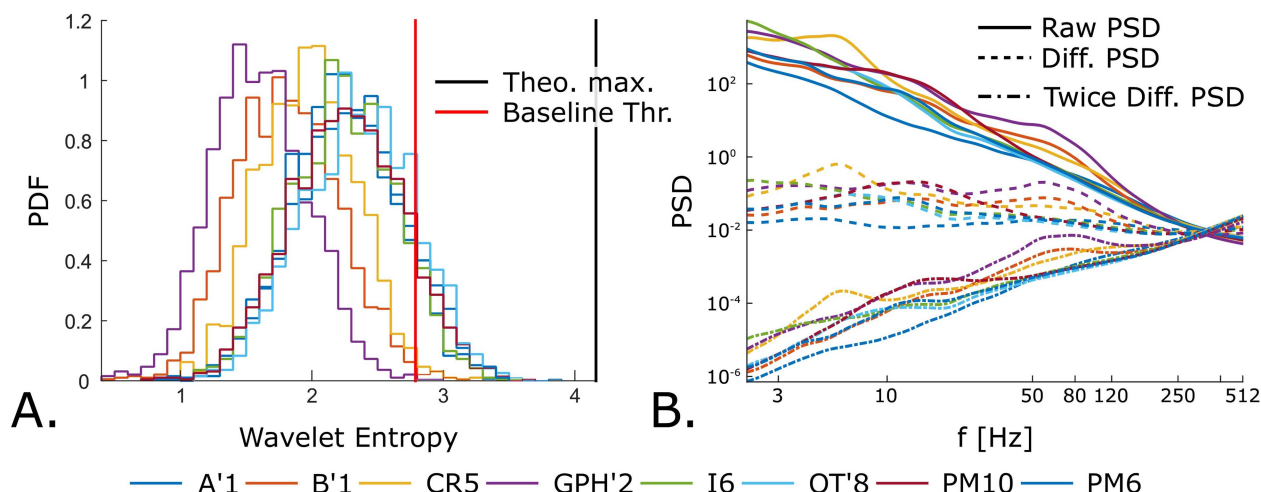 1.2
1
0.8
0.6
0.4
0.2
0
PDF
1 2 3 4
Wavelet Entropy
Theo. max.
Baseline Thr.
A.
10² 
10⁰
10⁻²
10⁻⁴
10⁻⁶
PSD
3 10 50 80 120 250 512
f [Hz]
Raw PSD
Diff. PSD
Twice Diff. PSD
B.
A'1 B'1 CR5 GPH'2 I6 OT'8 PM10 PM6